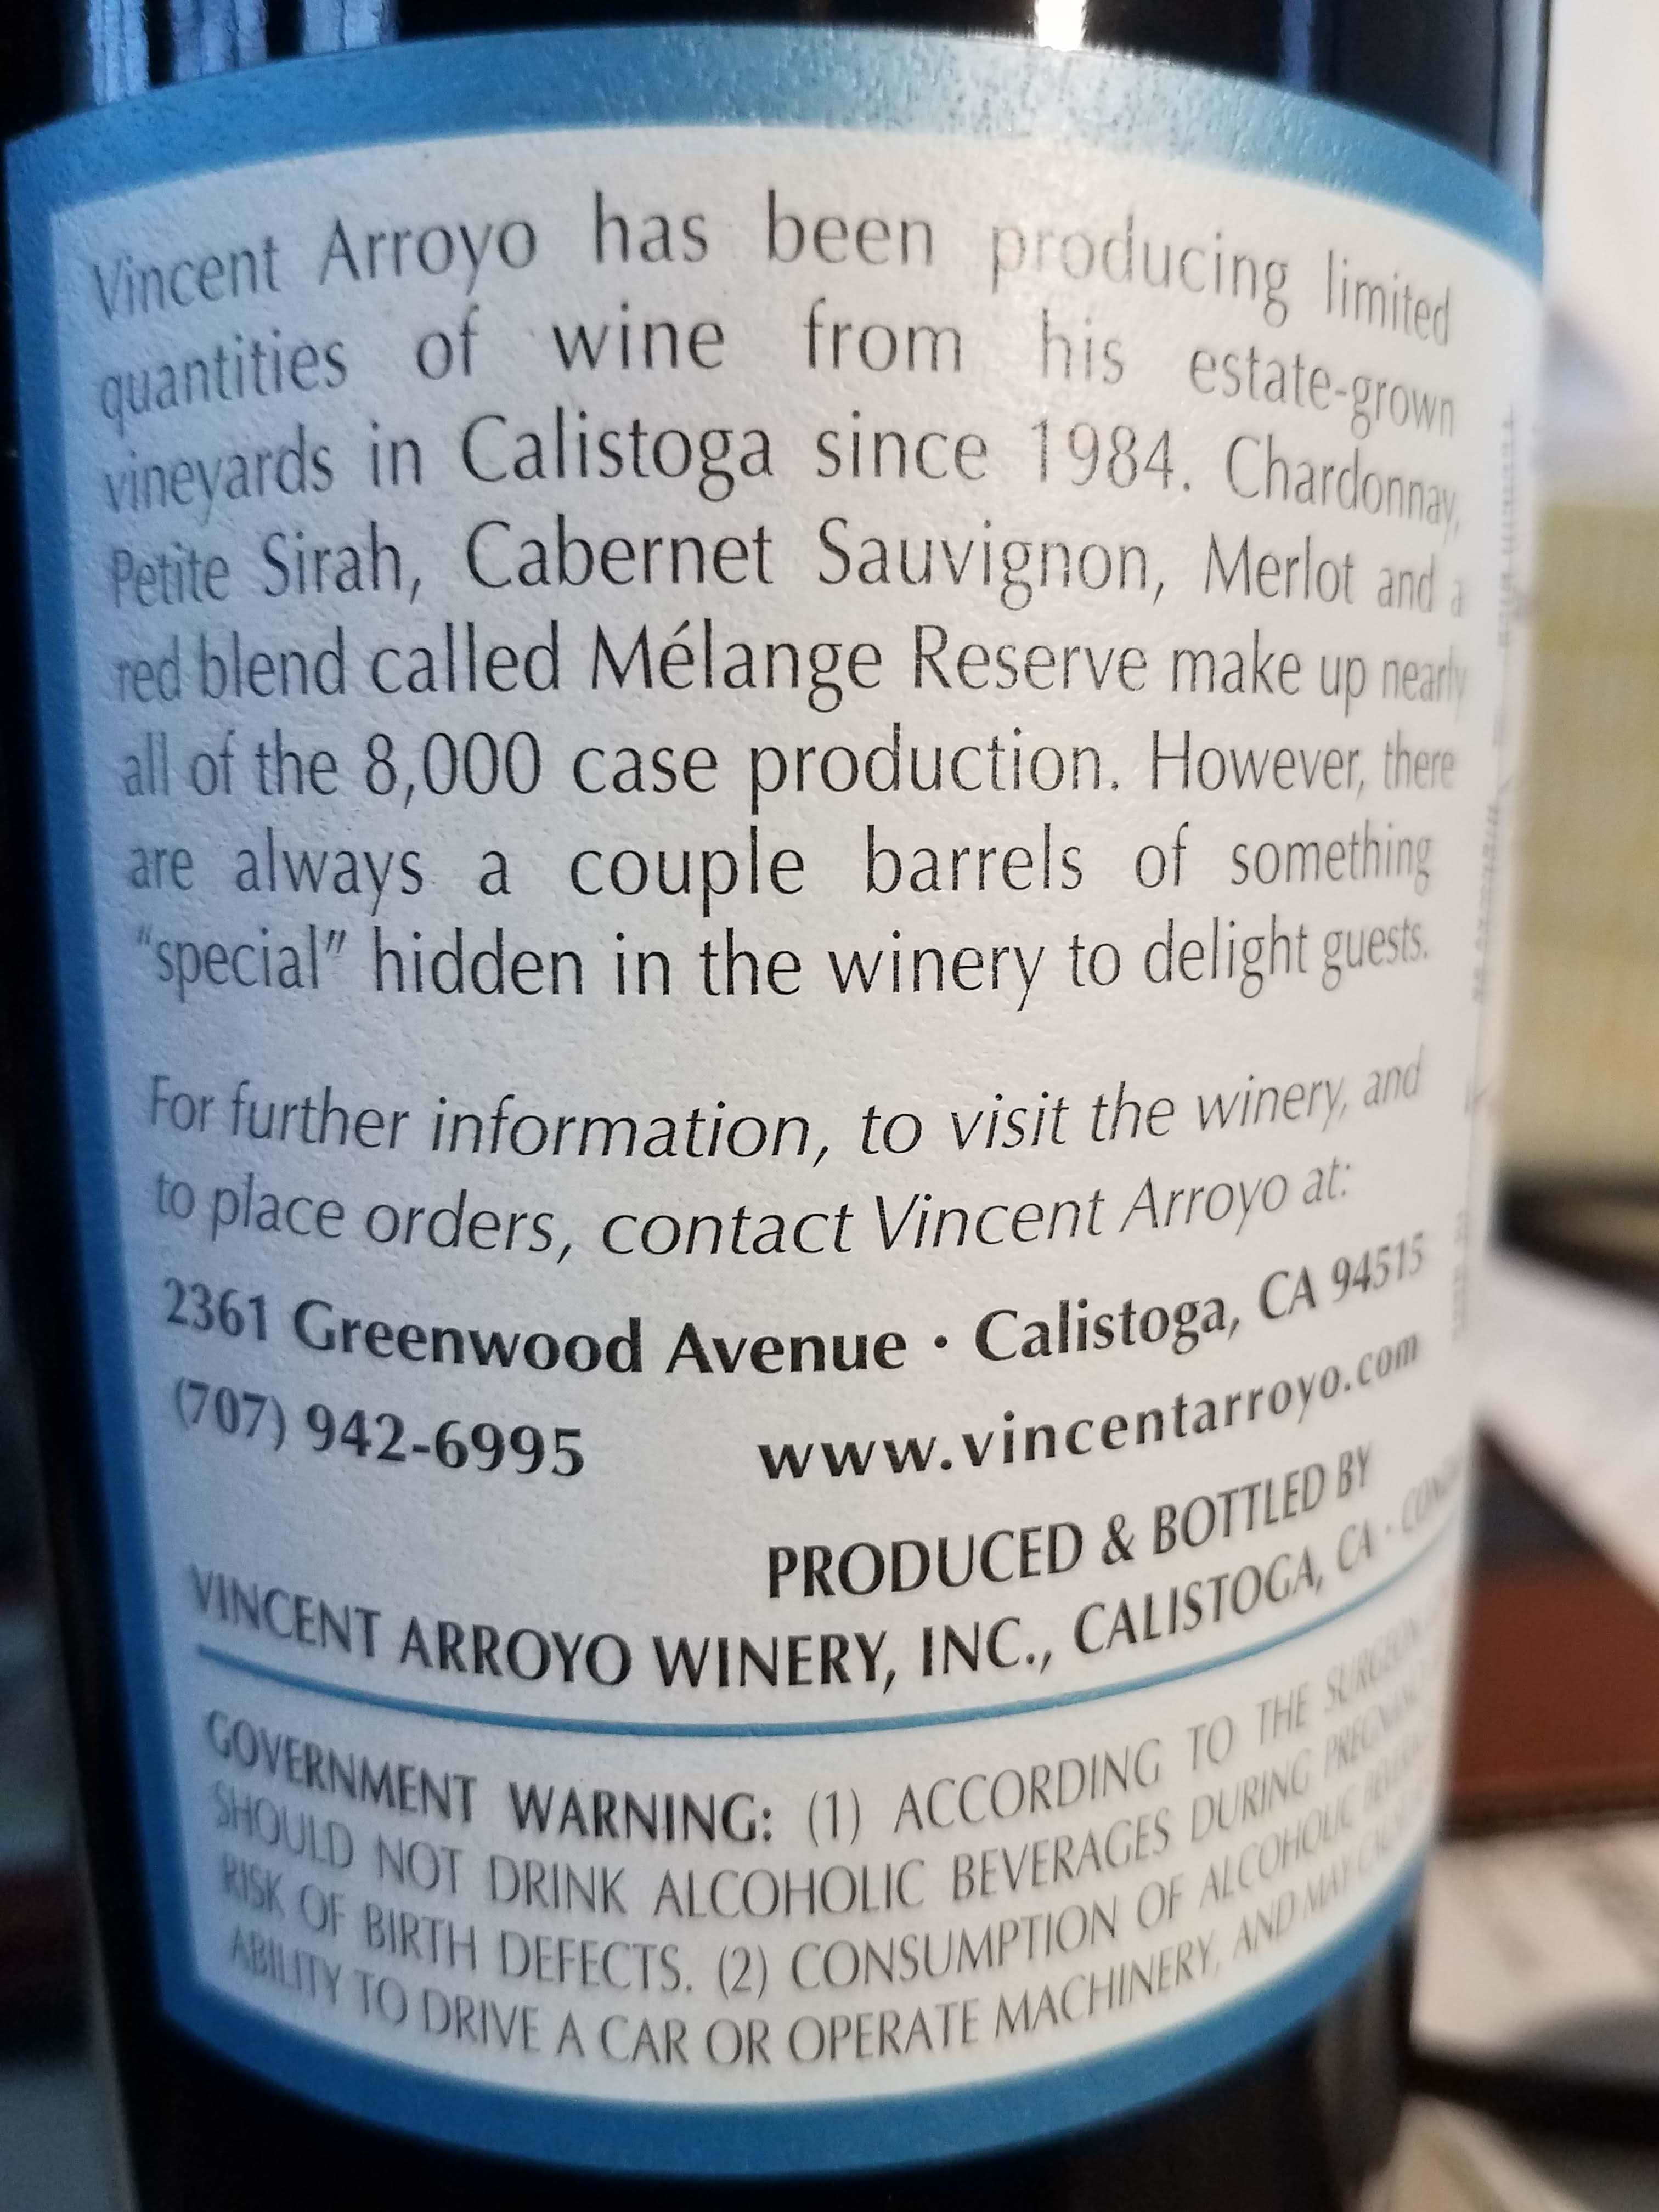 Vincent Arroyo has been producing limited
quantities of wine from his estate-grown
vineyards in Calistoga since 1984. Chardonnay,
Petite Sirah, Cabernet Sauvignon, Merlot and a
red blend called Mélange Reserve make up nearly
all of the 8,000 case production. However, there
are always a couple barrels of something
"special" hidden in the winery to delight guests.
For further information, to visit the winery, and
to place orders, contact Vincent Arroyo at:
2361 Greenwood Avenue · Calistoga, CA 94515
(707) 942-6995 www.vincentarroyo.com
PRODUCED & BOTTLED BY
VINCENT ARROYO WINERY, INC., CALISTOGA, CA ·
GOVERNMENT WARNING: (1) ACCORDING TO THE SURGEON
SHOULD NOT DRINK ALCOHOLIC BEVERAGES DURING PREGNANCY
RISK OF BIRTH DEFECTS. (2) CONSUMPTION OF ALCOHOLIC
ABILITY TO DRIVE A CAR OR OPERATE MACHINERY, AND MAY